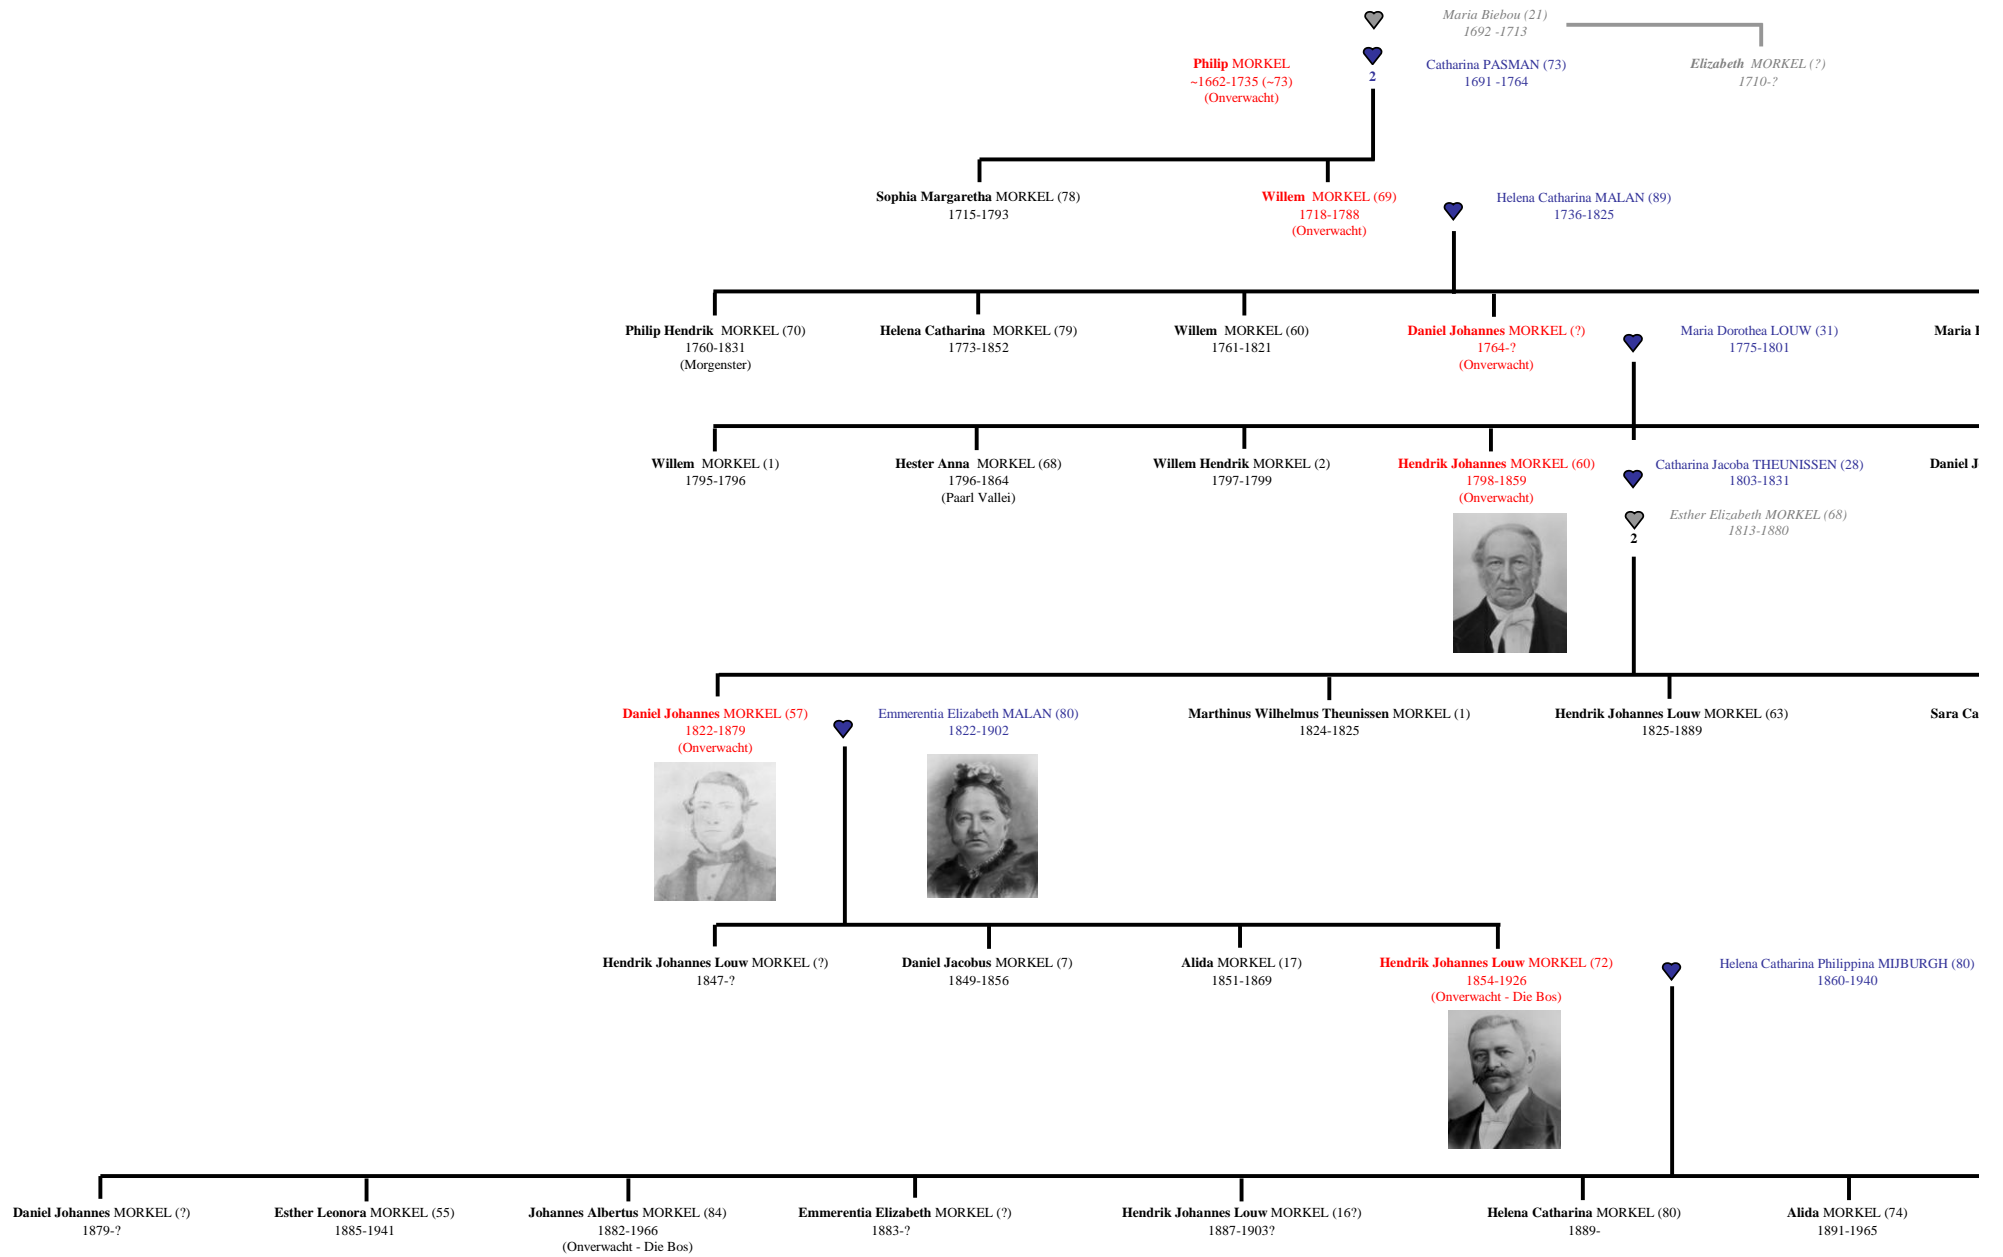 Maria Biebou (21)
1692 -1713
Philip MORKEL
~1662-1735 (~73)
(Onverwacht)
2
Catharina PASMAN (73)
1691 -1764
Elizabeth MORKEL (?)
1710-?
Sophia Margaretha MORKEL (78)
1715-1793
Willem MORKEL (69)
1718-1788
(Onverwacht)
Helena Catharina MALAN (89)
1736-1825
Philip Hendrik MORKEL (70)
1760-1831
(Morgenster)
Helena Catharina MORKEL (79)
1773-1852
Willem MORKEL (60)
1761-1821
Daniel Johannes MORKEL (?)
1764-?
(Onverwacht)
Maria Dorothea LOUW (31)
1775-1801
Maria
Willem MORKEL (1)
1795-1796
Hester Anna MORKEL (68)
1796-1864
(Paarl Vallei)
Willem Hendrik MORKEL (2)
1797-1799
Hendrik Johannes MORKEL (60)
1798-1859
(Onverwacht)
Catharina Jacoba THEUNISSEN (28)
1803-1831
Esther Elizabeth MORKEL (68)
1813-1880
2
Daniel J
Daniel Johannes MORKEL (57)
1822-1879
(Onverwacht)
Emmerentia Elizabeth MALAN (80)
1822-1902
Marthinus Wilhelmus Theunissen MORKEL (1)
1824-1825
Hendrik Johannes Louw MORKEL (63)
1825-1889
Sara Ca
Hendrik Johannes Louw MORKEL (?)
1847-?
Daniel Jacobus MORKEL (7)
1849-1856
Alida MORKEL (17)
1851-1869
Hendrik Johannes Louw MORKEL (72)
1854-1926
(Onverwacht - Die Bos)
Helena Catharina Philippina MIJBURGH (80)
1860-1940
Daniel Johannes MORKEL (?)
1879-?
Esther Leonora MORKEL (55)
1885-1941
Johannes Albertus MORKEL (84)
1882-1966
(Onverwacht - Die Bos)
Emmerentia Elizabeth MORKEL (?)
1883-?
Hendrik Johannes Louw MORKEL (16?)
1887-1903?
Helena Catharina MORKEL (80)
1889-
Alida MORKEL (74)
1891-1965